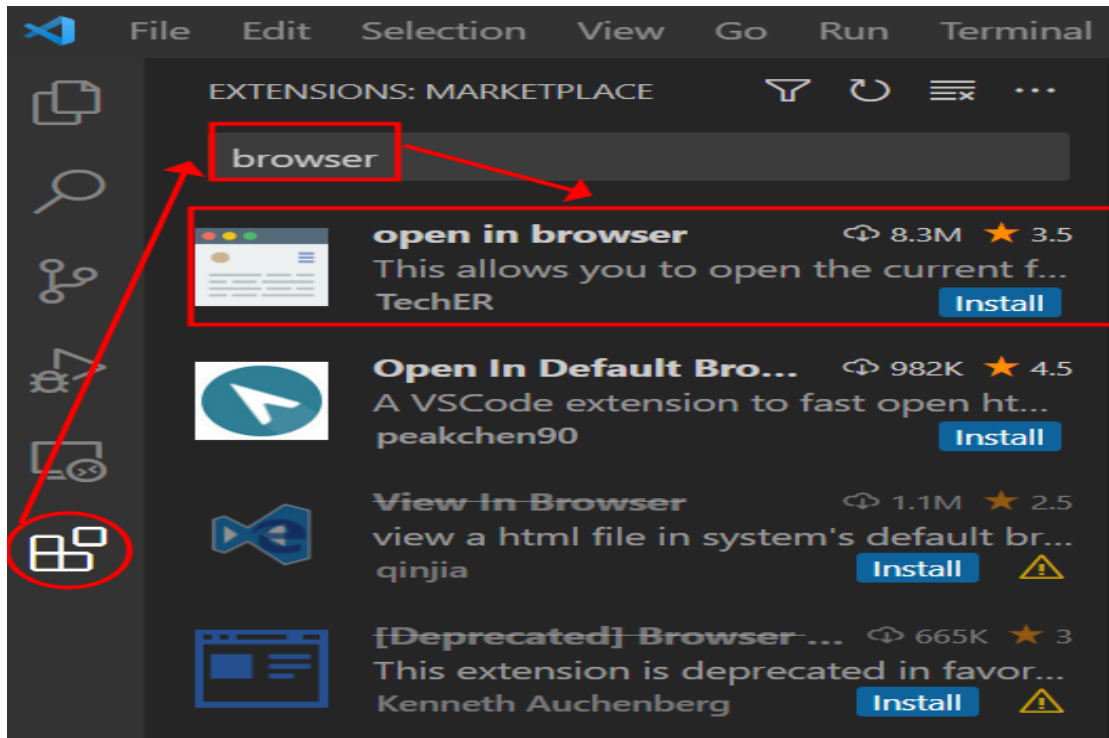 File Edit Selection View Go Run Terminal
EXTENSIONS: MARKETPLACE
browser
open in browser 8.3M 3.5
This allows you to open the current f...
TechER Install
Open In Default Bro... 982K 4.5
A VSCode extension to fast open ht...
peakchen90 Install
View In Browser 1.1M 2.5
view a html file in system's default br...
qinjia Install
[Deprecated] Browser ... 665K 3
This extension is deprecated in favor...
Kenneth Auchenberg Install